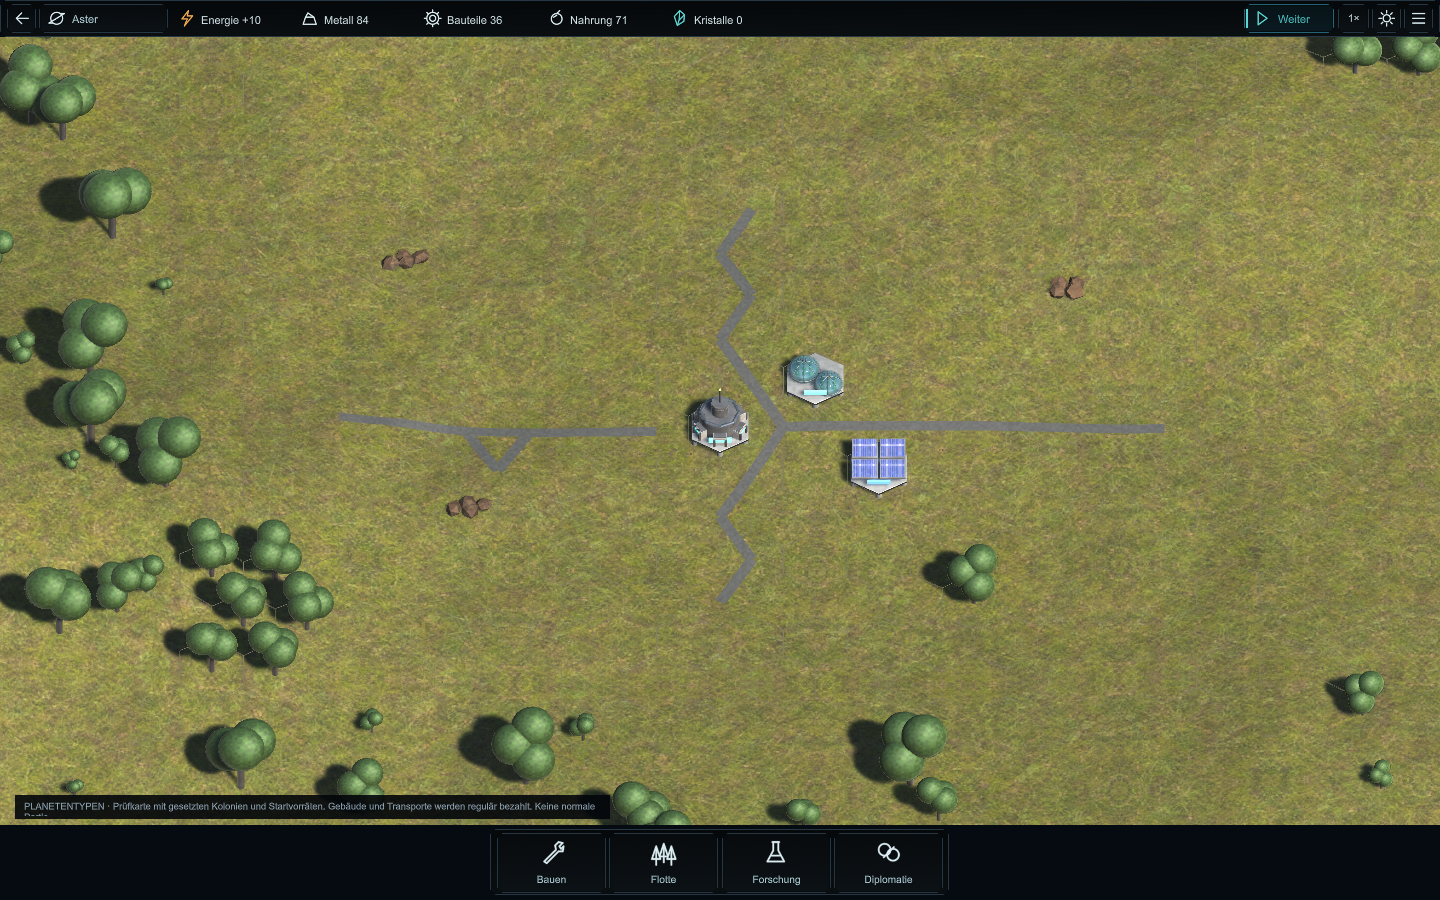 Aster
Energie +10
Metall 84
Bauteile 36
Nahrung 71
Kristalle 0
Weiter
1×
PLANETENTYPEN · Prüfkarte mit gesetzten Kolonien und Startvorräten. Gebäude und Transporte werden regulär bezahlt. Keine normale
Bauen
Flotte
Forschung
Diplomatie